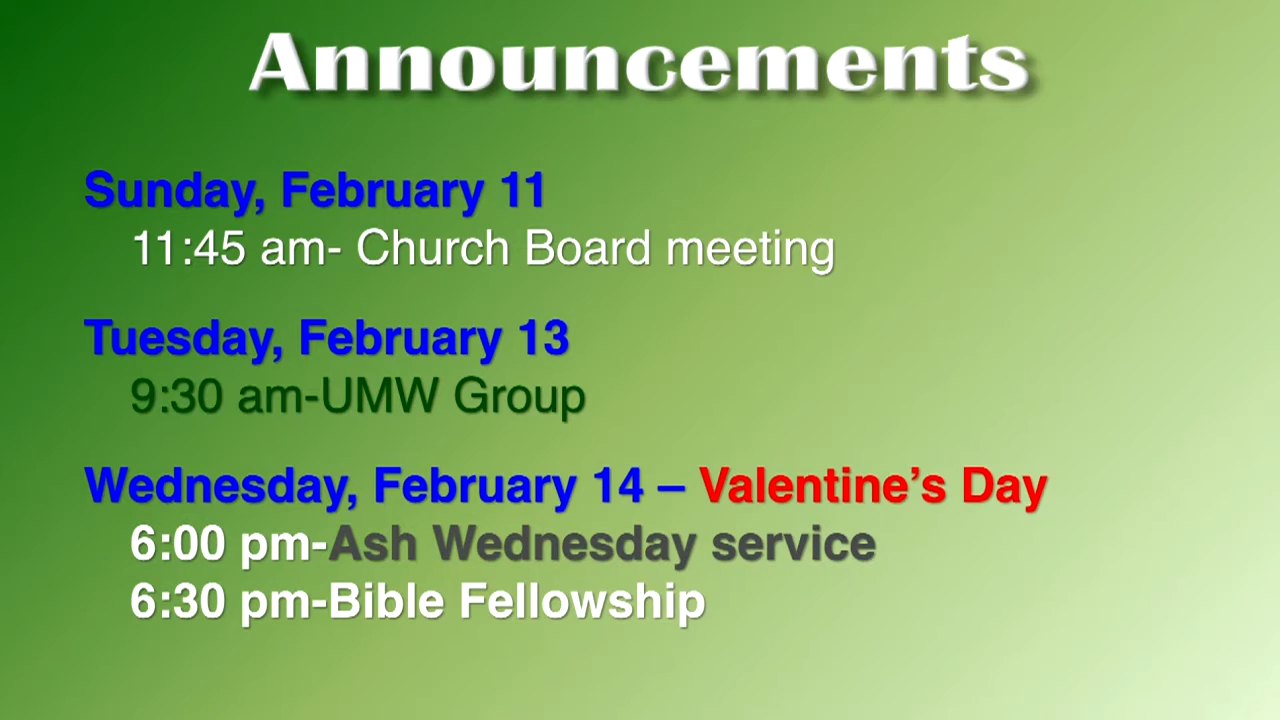 Announcements
Sunday, February 11
11:45 am- Church Board meeting
Tuesday, February 13
9:30 am-UMW Group
Wednesday, February 14 – Valentine’s Day
6:00 pm-Ash Wednesday service
6:30 pm-Bible Fellowship